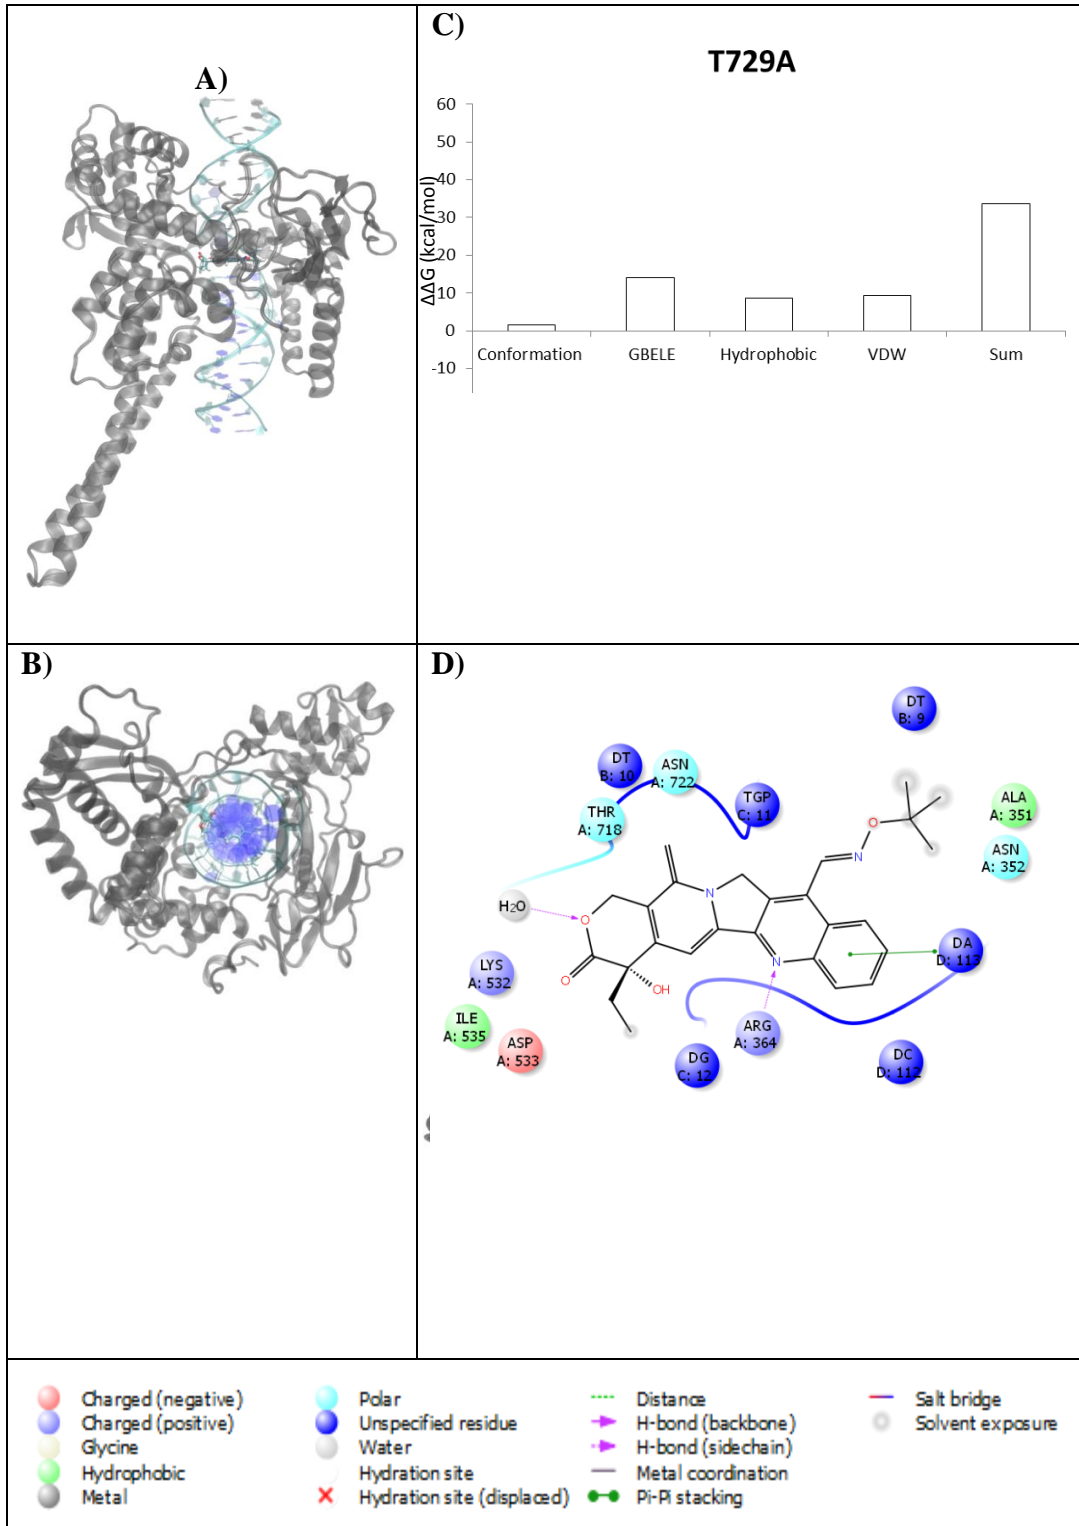 A)
C)
T729A
ΔΔG (kcal/mol)
60
50
40
30
20
10
0
-10
Conformation GBELE Hydrophobic VDW Sum
B)
D)
DT
B: 9
DT
B: 10
ASN
A: 722
TGP
C: 11
THR
A: 718
ALA
A: 351
ASN
A: 352
O
N
N
H2O
O
O
OH
N
LYS
A: 532
ILE
A: 535
ASP
A: 533
DA
D: 113
ARG
A: 364
DG
C: 12
DC
D: 112
Charged (negative)
Charged (positive)
Glycine
Hydrophobic
Metal
Polar
Unspecified residue
Water
Hydration site
Hydration site (displaced)
Distance
H-bond (backbone)
H-bond (sidechain)
Metal coordination
Pi-Pi stacking
Salt bridge
Solvent exposure